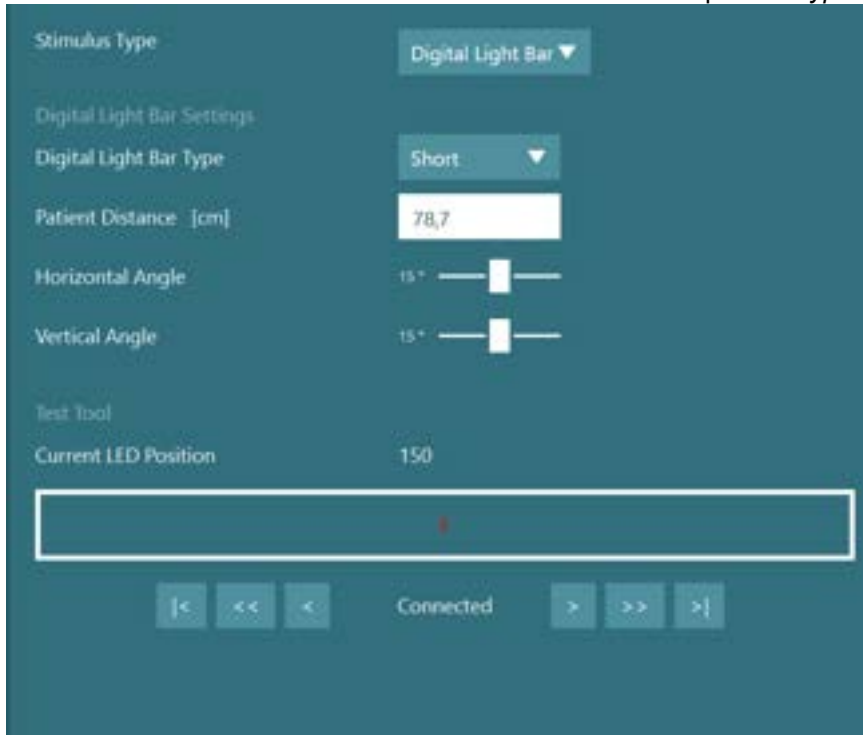 Stimulus Type
Digital Light Bar
Digital Light Bar Settings
Digital Light Bar Type
Short
Patient Distance [cm]
78,7
Horizontal Angle
15 °
Vertical Angle
15 °
Test Tool
Current LED Position
150
|< << < Connected > >> >|